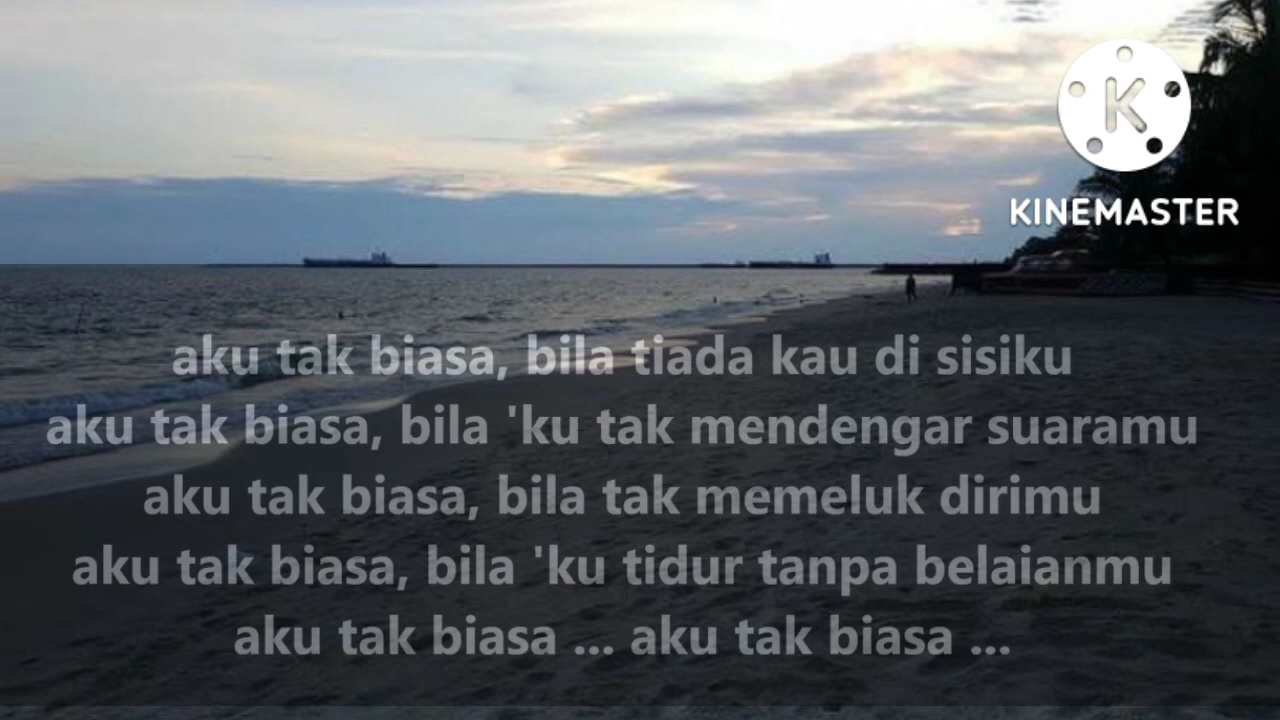 KINEMASTER
aku tak biasa, bila tiada kau di sisiku
aku tak biasa, bila 'ku tak mendengar suaramu
aku tak biasa, bila tak memeluk dirimu
aku tak biasa, bila 'ku tidur tanpa belaianmu
aku tak biasa ... aku tak biasa ...